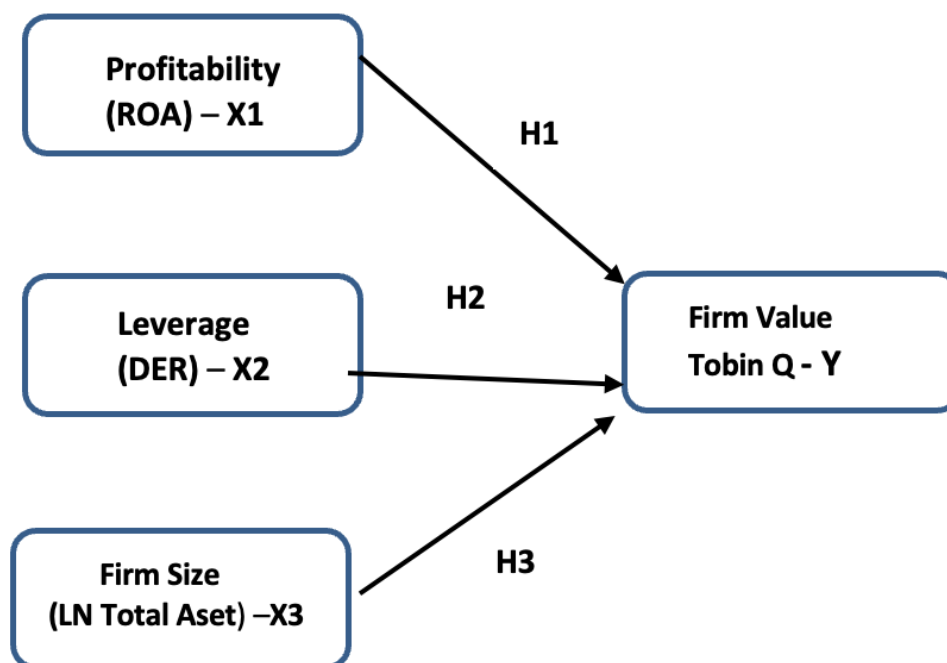 Profitability
(ROA) – X1
H1
Leverage
(DER) – X2
H2
Firm Value
Tobin Q - Y
Firm Size
(LN Total Aset) –X3
H3